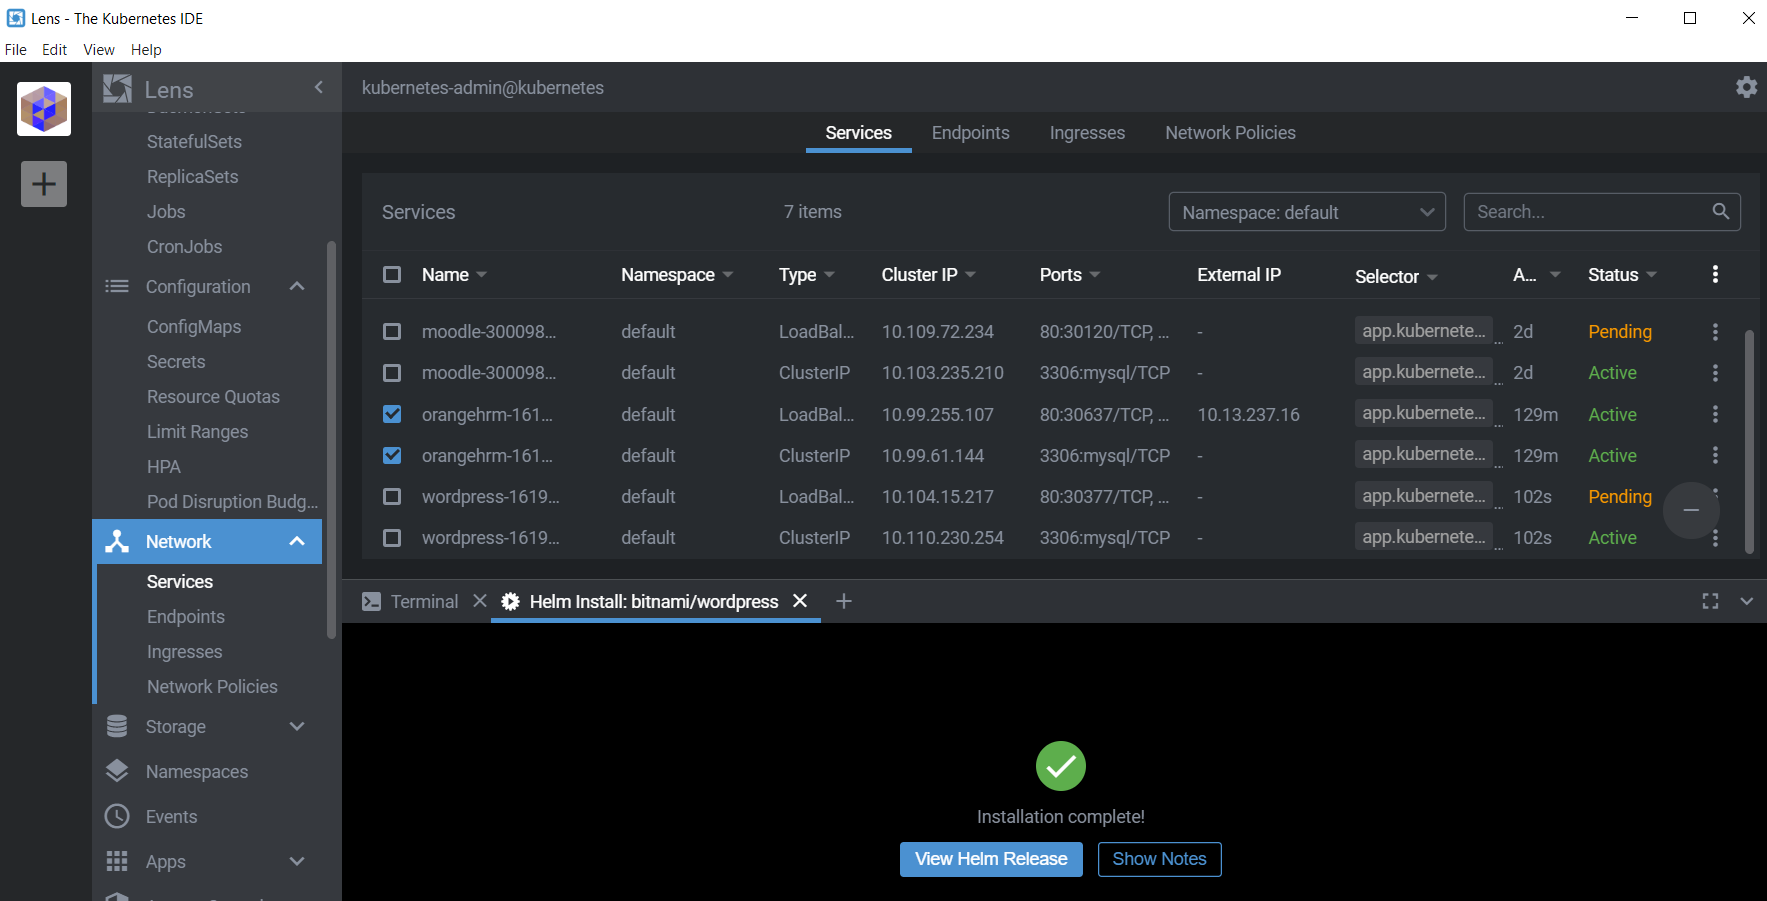 Lens - The Kubernetes IDE
File Edit View Help
Lens
kubernetes-admin@kubernetes
StatefulSets
ReplicaSets
Jobs
CronJobs
Configuration
ConfigMaps
Secrets
Resource Quotas
Limit Ranges
HPA
Pod Disruption Budg...
Network
Services
Endpoints
Ingresses
Network Policies
Storage
Namespaces
Events
Apps
Services Endpoints Ingresses Network Policies
Services 7 items Namespace: default Search...
Name Namespace Type Cluster IP Ports External IP Selector A... Status
moodle-300098... default LoadBal... 10.109.72.234 80:30120/TCP, ... - app.kubernete... ... 2d Pending
moodle-300098... default ClusterIP 10.103.235.210 3306:mysql/TCP - app.kubernete... ... 2d Active
orangehrm-161... default LoadBal... 10.99.255.107 80:30637/TCP, ... 10.13.237.16 app.kubernete... ... 129m Active
orangehrm-161... default ClusterIP 10.99.61.144 3306:mysql/TCP - app.kubernete... ... 129m Active
wordpress-1619... default LoadBal... 10.104.15.217 80:30377/TCP, ... - app.kubernete... ... 102s Pending
wordpress-1619... default ClusterIP 10.110.230.254 3306:mysql/TCP - app.kubernete... ... 102s Active
Terminal Helm Install: bitnami/wordpress
Installation complete!
View Helm Release Show Notes